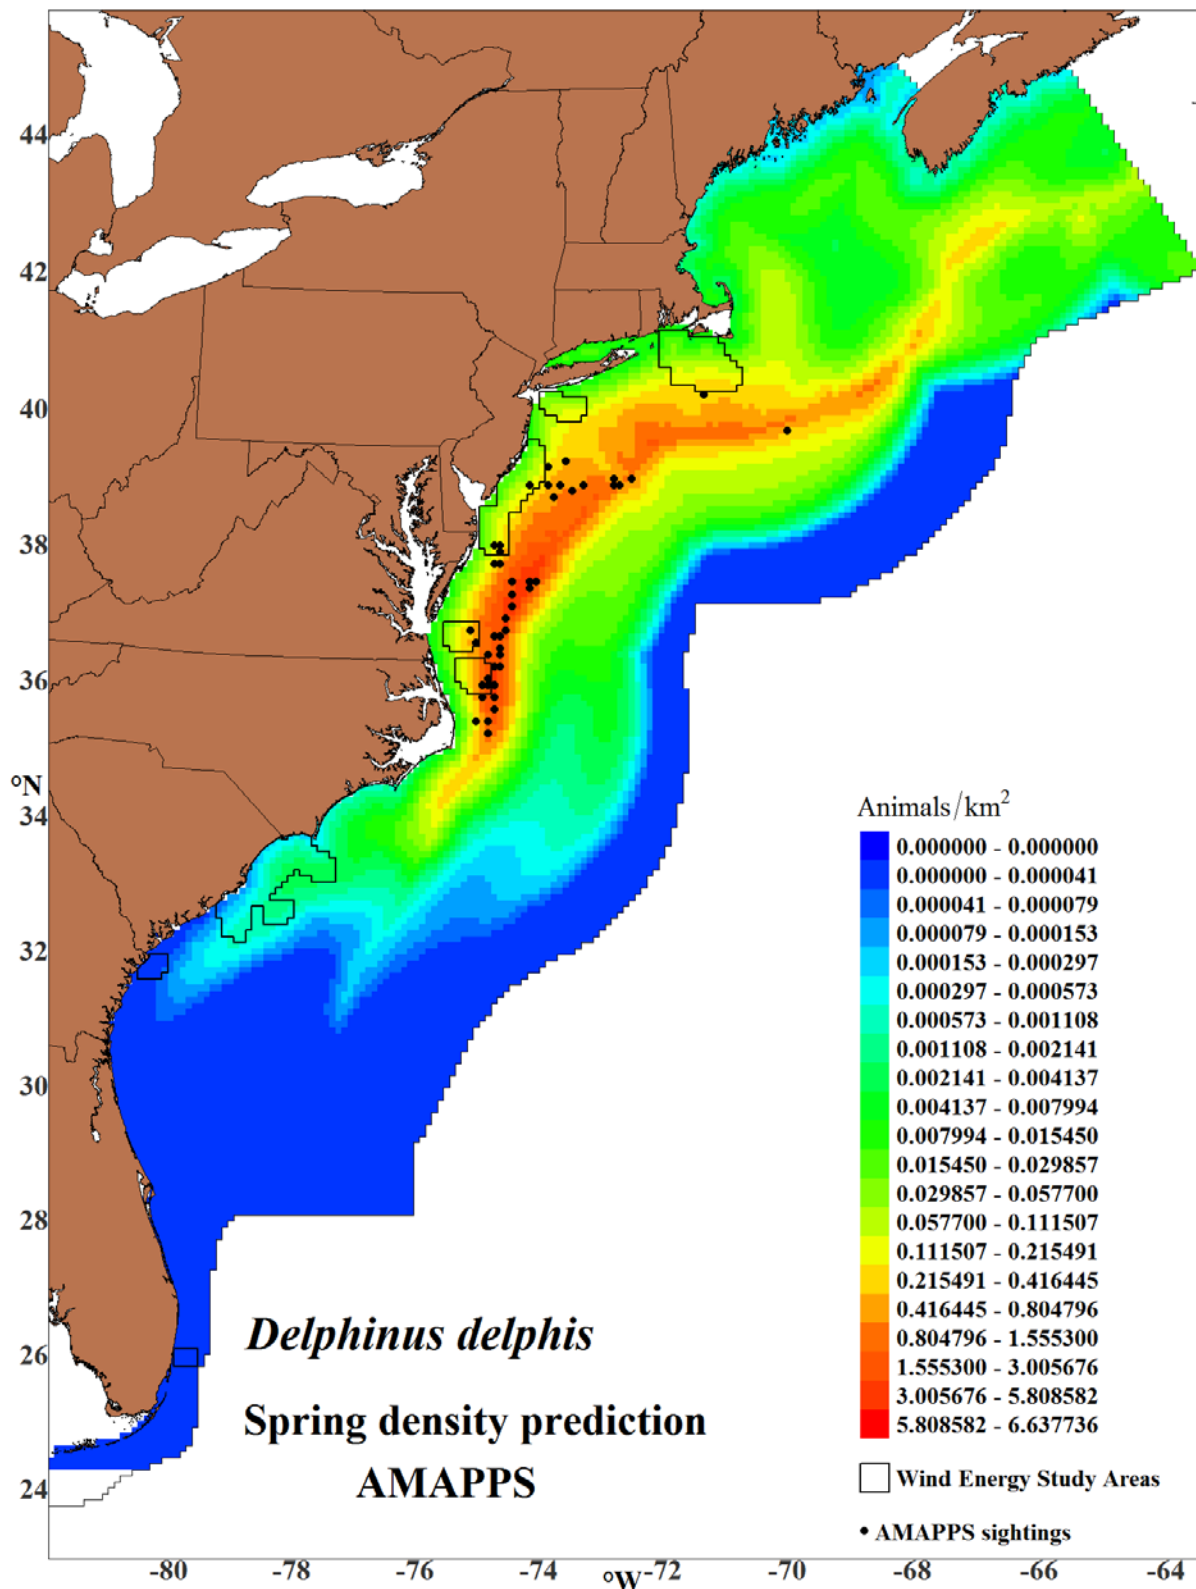 44
42
40
38
36
°N
34
32
30
28
26
24
Animals/km²
0.000000 - 0.000000
0.000000 - 0.000041
0.000041 - 0.000079
0.000079 - 0.000153
0.000153 - 0.000297
0.000297 - 0.000573
0.000573 - 0.001108
0.001108 - 0.002141
0.002141 - 0.004137
0.004137 - 0.007994
0.007994 - 0.015450
0.015450 - 0.029857
0.029857 - 0.057700
0.057700 - 0.111507
0.111507 - 0.215491
0.215491 - 0.416445
0.416445 - 0.804796
0.804796 - 1.555300
1.555300 - 3.005676
3.005676 - 5.808582
5.808582 - 6.637736
Wind Energy Study Areas
AMAPPS sightings
Delphinus delphis
Spring density prediction
AMAPPS
-80 -78 -76 -74 °W -72 -70 -68 -66 -64